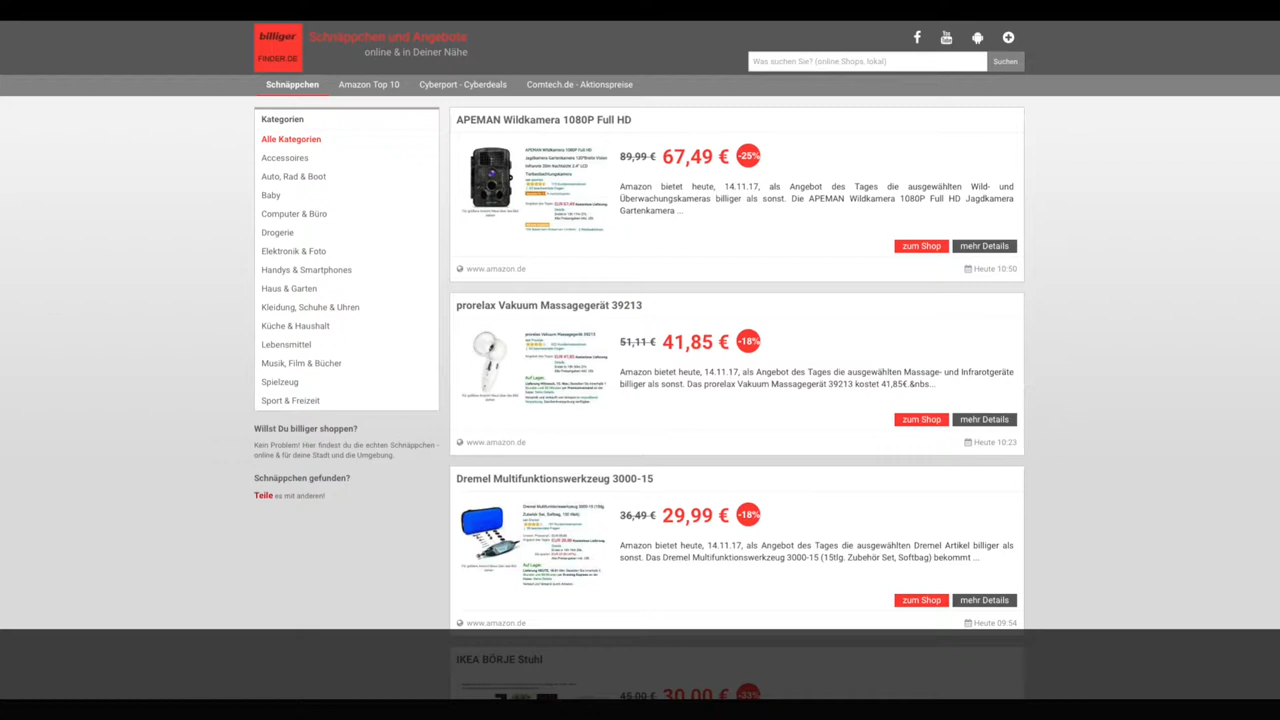 billiger
FINDER.DE
Schnäppchen und Angebote
online & in Deiner Nähe
Was suchen Sie? (online Shops, lokal)
Suchen
Schnäppchen
Amazon Top 10
Cyberport - Cyberdeals
Comtech.de - Aktionspreise
Kategorien
Alle Kategorien
Accessoires
Auto, Rad & Boot
Baby
Computer & Büro
Drogerie
Elektronik & Foto
Handys & Smartphones
Haus & Garten
Kleidung, Schuhe & Uhren
Küche & Haushalt
Lebensmittel
Musik, Film & Büchern
Spielzeug
Sport & Freizeit
Willst Du billiger shoppen?
Kein Problem! Hier findest du die echten Schnäppchen -
online & für deine Stadt und die Umgebung.
Schnäppchen gefunden?
Teile es mit anderen!
APEMAN Wildkamera 1080P Full HD
89,99 € 67,49 € -25%
Amazon bietet heute, 14.11.17, als Angebot des Tages die ausgewählten Wild- und
Überwachungskameras billiger als sonst. Die APEMAN Wildkamera 1080P Full HD Jagdkamera
Gartenkamera ...
zum Shop
mehr Details
www.amazon.de
Heute 10:50
prorelax Vakuum Massagegerät 39213
51,11 € 41,85 € -18%
Amazon bietet heute, 14.11.17, als Angebot des Tages die ausgewählten Massage- und Infrarotgeräte
billiger als sonst. Das prorelax Vakuum Massagegerät 39213 kostet 41,85€.&nbs...
zum Shop
mehr Details
www.amazon.de
Heute 10:23
Dremel Multifunktionswerkzeug 3000-15
36,49 € 29,99 € -18%
Amazon bietet heute, 14.11.17, als Angebot des Tages die ausgewählten Dremel Artikel billiger als
sonst. Das Dremel Multifunktionswerkzeug 3000-15 (15tlg. Zubehör Set, Softbag) bekommt ...
zum Shop
mehr Details
www.amazon.de
Heute 09:54
IKEA BÖRJE Stuhl
45,00 € 30,00 € -33%